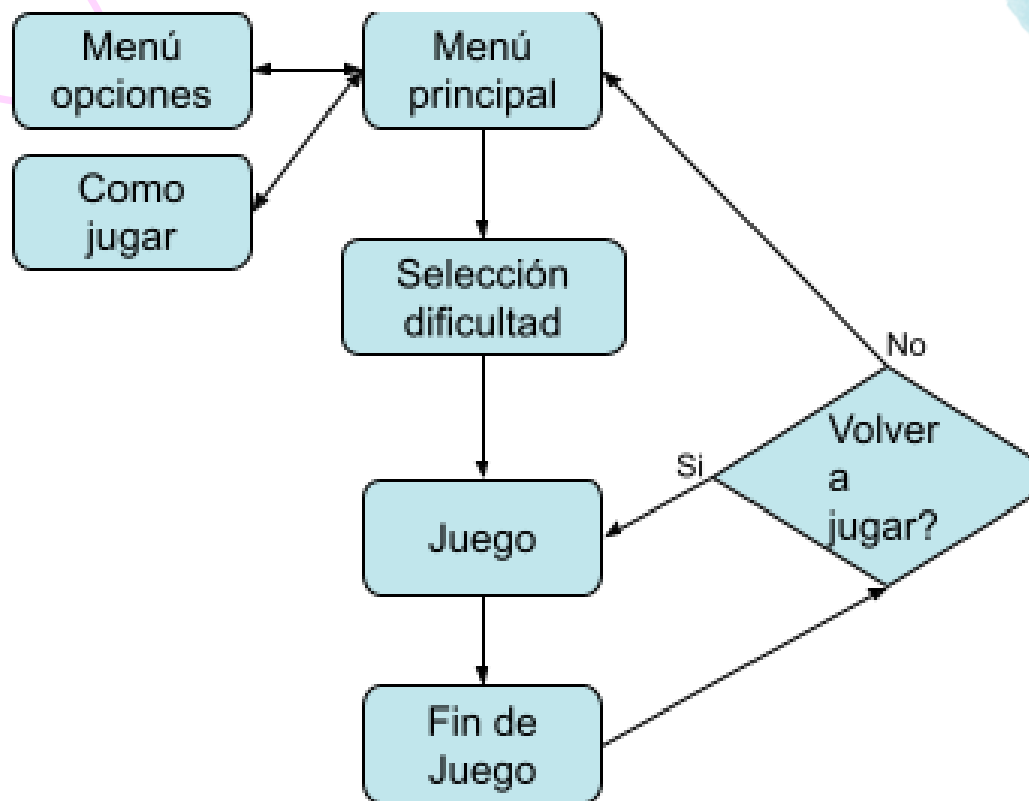 Menú
opciones
Menú
principal
Como
jugar
Selección
dificultad
No
Volver
a
jugar?
Si
Juego
Fin de
Juego